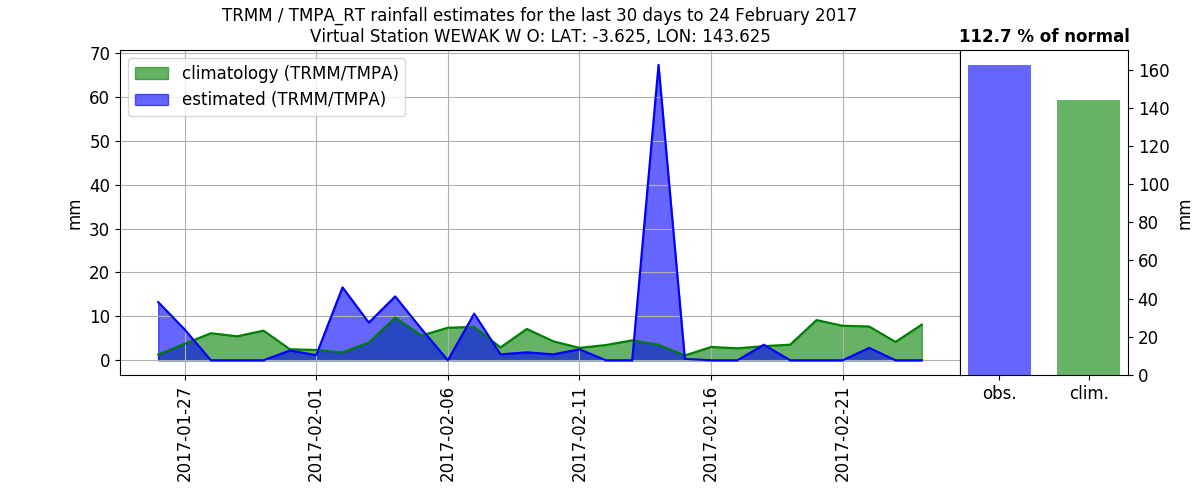 TRMM / TMPA_RT rainfall estimates for the last 30 days to 24 February 2017
Virtual Station WEWAK W O: LAT: -3.625, LON: 143.625
112.7 % of normal
climatology (TRMM/TMPA)
estimated (TRMM/TMPA)
70
60
50
40
30
20
10
0
mm
2017-01-27
2017-02-01
2017-02-06
2017-02-11
2017-02-16
2017-02-21
160
140
120
100
80
60
40
20
0
mm
obs.
clim.